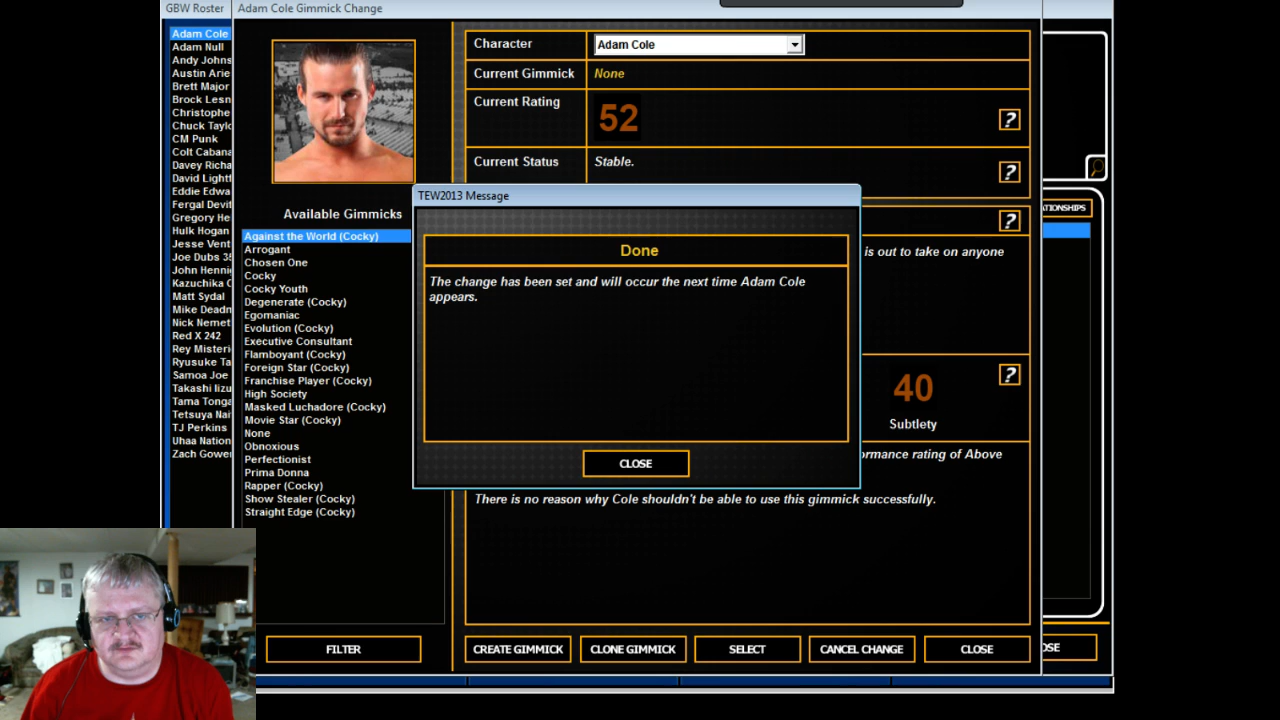 GBW Roster
Adam Cole Gimmick Change
Adam Cole
Adam Null
Andy Johns
Austin Arie
Brett Major
Brock Lesn
Christophe
Chuck Taylo
CM Punk
Colt Cabana
Davey Richa
David Lightf
Eddie Edwa
Fergal Devit
Gregory He
Hulk Hogan
Jesse Vent
Joe Dubs 35
John Henni
Kazuchika O
Matt Sydal
Mike Deadm
Nick Nemet
Red X 242
Rey Misteri
Ryusuke Ta
Samoa Joe
Takashi Iizu
Tama Tonga
Tetsuya Nai
TJ Perkins
Uhaa Nation
Zach Gowen
Available Gimmicks
Against the World (Cocky)
Arrogant
Chosen One
Cocky
Cocky Youth
Degenerate (Cocky)
Egomaniac
Evolution (Cocky)
Executive Consultant
Flamboyant (Cocky)
Foreign Star (Cocky)
Franchise Player (Cocky)
High Society
Masked Luchadore (Cocky)
Movie Star (Cocky)
None
Obnoxious
Perfectionist
Prima Donna
Rapper (Cocky)
Show Stealer (Cocky)
Straight Edge (Cocky)
FILTER
Character Adam Cole
Current Gimmick None
Current Rating 52 ?
Current Status Stable. ?
?
TEW2013 Message
Done
The change has been set and will occur the next time Adam Cole
appears.
CLOSE
is out to take on anyone
40 ?
Subtlety
ormance rating of Above
There is no reason why Cole shouldn't be able to use this gimmick successfully.
CREATE GIMMICK CLONE GIMMICK SELECT CANCEL CHANGE CLOSE
ATIONSHIPS
OSE